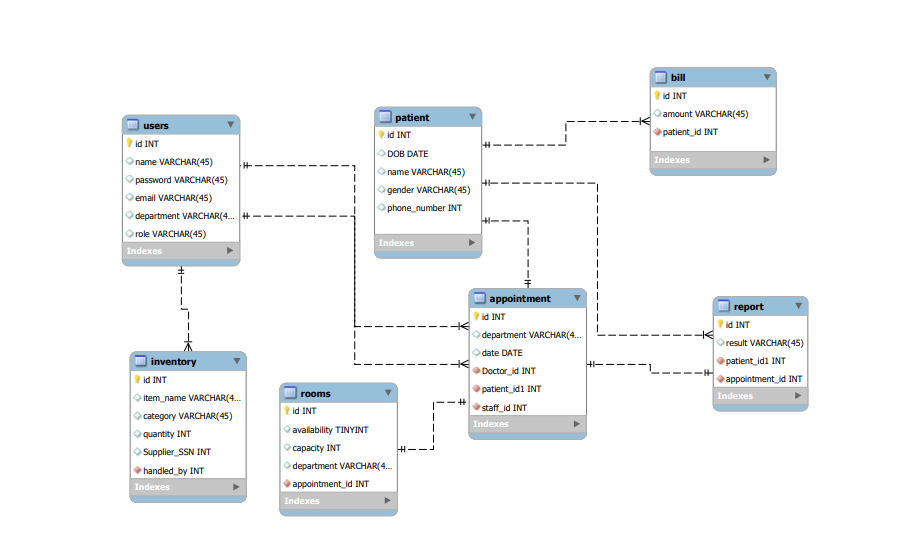 bill
id INT
amount VARCHAR(45)
patient_id INT
Indexes
users
id INT
name VARCHAR(45)
password VARCHAR(45)
email VARCHAR(45)
department VARCHAR(4...
role VARCHAR(45)
Indexes
patient
id INT
DOB DATE
name VARCHAR(45)
gender VARCHAR(45)
phone_number INT
Indexes
appointment
id INT
department VARCHAR(4...
date DATE
Doctor_id INT
patient_id1 INT
staff_id INT
Indexes
report
id INT
result VARCHAR(45)
patient_id1 INT
appointment_id INT
Indexes
inventory
id INT
item_name VARCHAR(4...
category VARCHAR(45)
quantity INT
Supplier_SSN INT
handled_by INT
Indexes
rooms
id INT
availability TINYINT
capacity INT
department VARCHAR(4...
appointment_id INT
Indexes